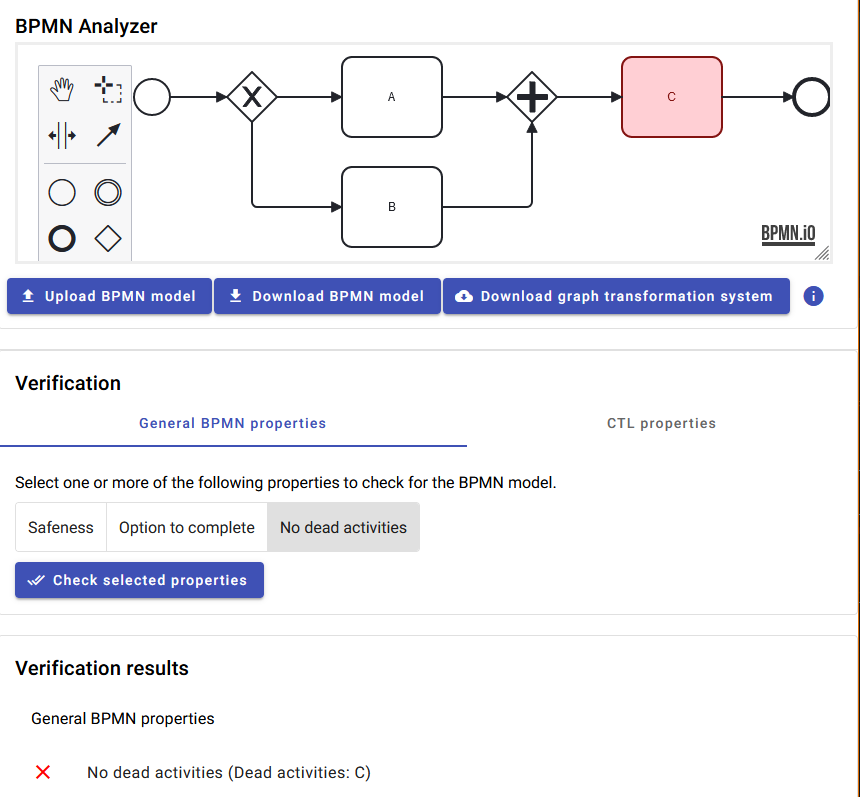 BPMN Analyzer
A
C
B
BPMN.iO
Upload BPMN model
Download BPMN model
Download graph transformation system
i
Verification
General BPMN properties
CTL properties
Select one or more of the following properties to check for the BPMN model.
Safeness
Option to complete
No dead activities
Check selected properties
Verification results
General BPMN properties
No dead activities (Dead activities: C)